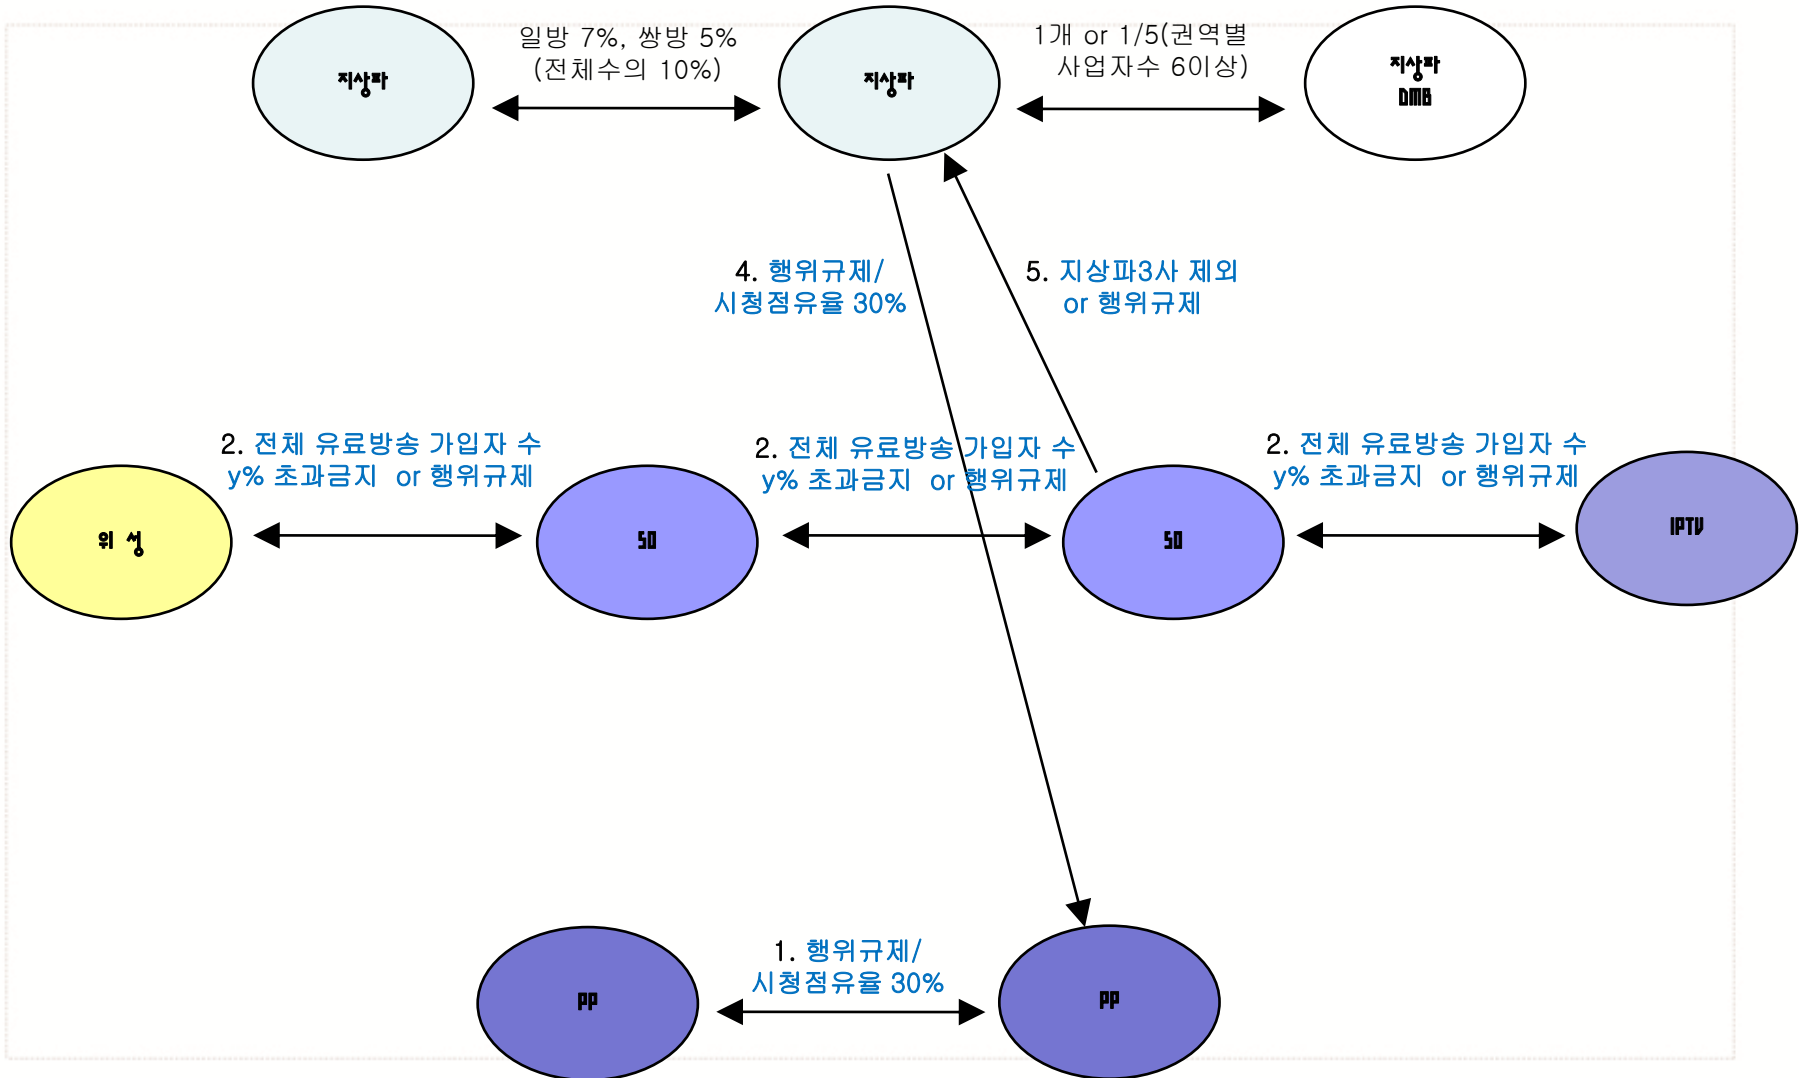 일방 7%, 쌍방 5%
(전체수의 10%)
1개 or 1/5(권역별
사업자수 6이상)
지상파
지상파
지상파
DMB
4. 행위규제/
시청점유율 30%
5. 지상파3사 제외
or 행위규제
2. 전체 유료방송 가입자 수
y% 초과금지 or 행위규제
2. 전체 유료방송 가입자 수
y% 초과금지 or 행위규제
2. 전체 유료방송 가입자 수
y% 초과금지 or 행위규제
위 성
SO
SO
IPTV
1. 행위규제/
시청점유율 30%
PP
PP